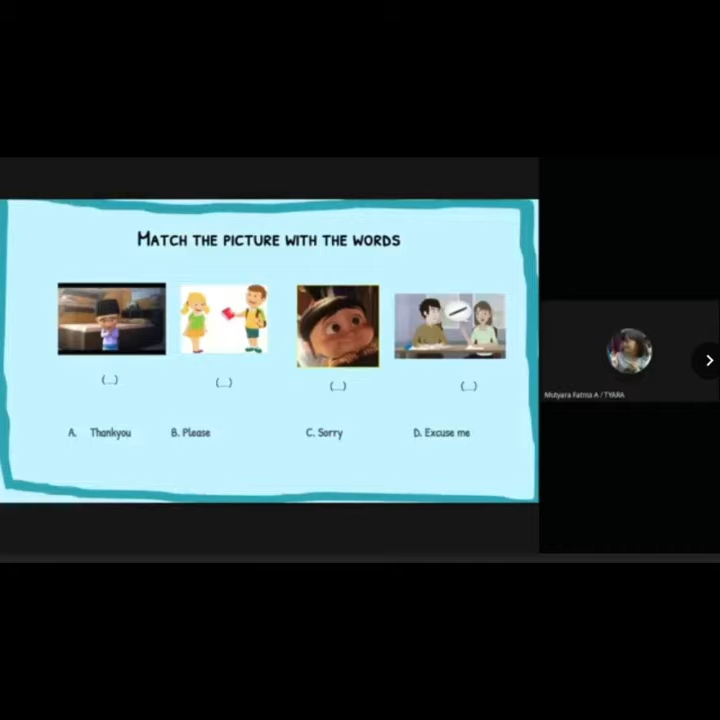 MATCH THE PICTURE WITH THE WORDS
(...) (...) (...) (...)
A. Thankyou B. Please C. Sorry D. Excuse me
Mutyara Fatma A / TYARA